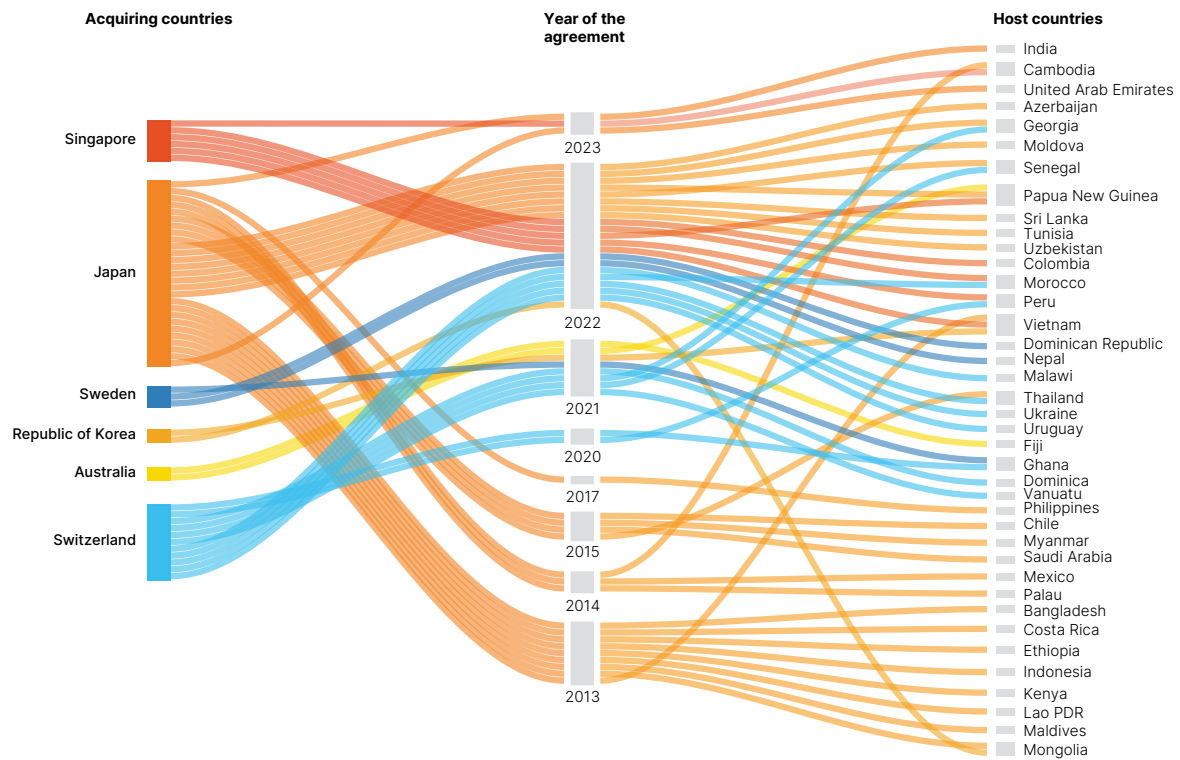 Acquiring countries
Year of the
agreement
Host countries
Singapore
Japan
Sweden
Republic of Korea
Australia
Switzerland
2023
2022
2021
2020
2017
2015
2014
2013
India
Cambodia
United Arab Emirates
Azerbaijan
Georgia
Moldova
Senegal
Papua New Guinea
Sri Lanka
Tunisia
Uzbekistan
Colombia
Morocco
Peru
Vietnam
Dominican Republic
Nepal
Malawi
Thailand
Ukraine
Uruguay
Fiji
Ghana
Dominica
Vanuatu
Philippines
Chile
Myanmar
Saudi Arabia
Mexico
Palau
Bangladesh
Costa Rica
Ethiopia
Indonesia
Kenya
Lao PDR
Maldives
Mongolia